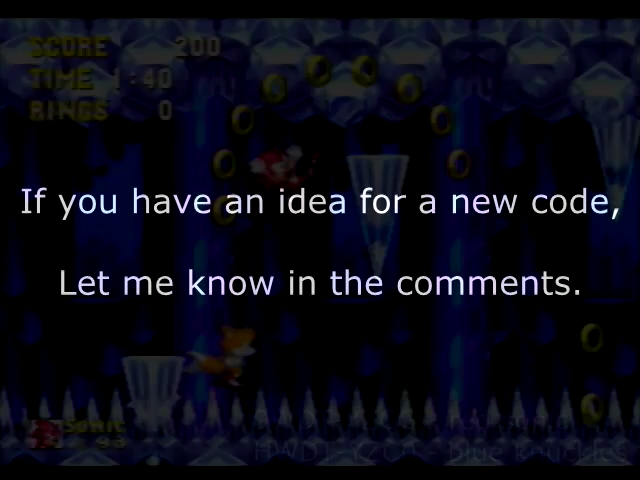 SCORE 200
TIME 1:40
RINGS 0
If you have an idea for a new code,
Let me know in the comments.
SONIC
× 93